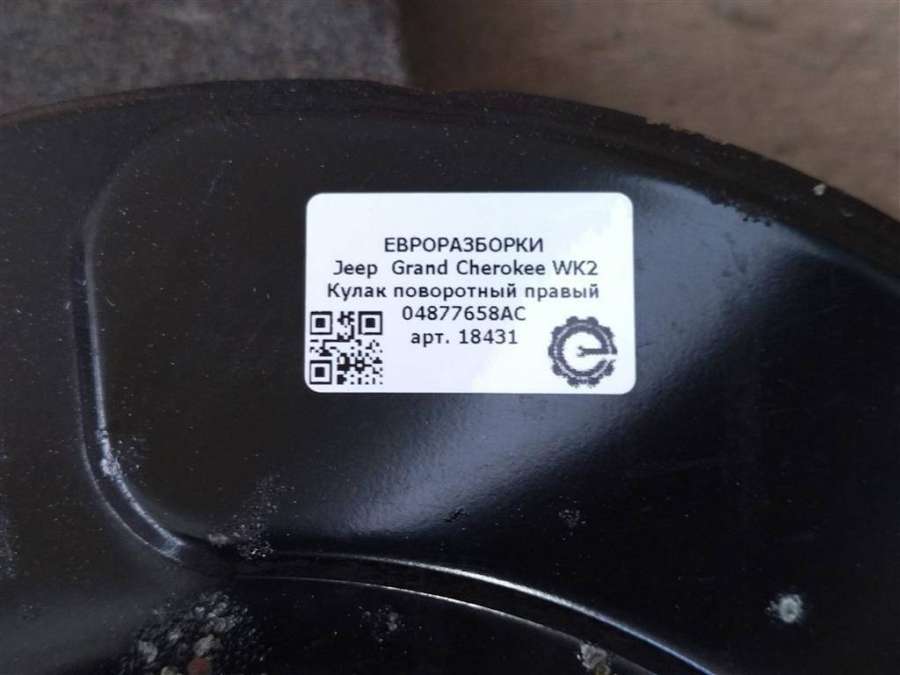 ЕВРОРАЗБОРКИ
Jeep Grand Cherokee WK2
Кулак поворотный правый
04877658AC
арт. 18431